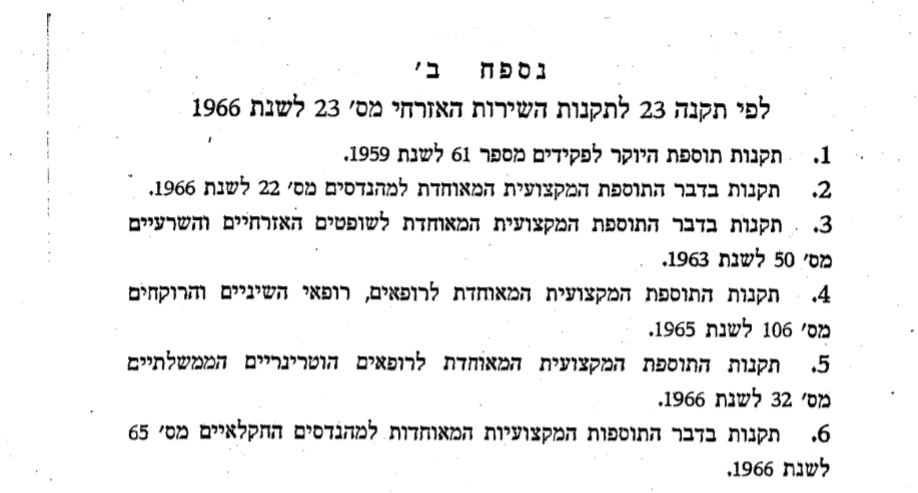 נספח ב׳
לפי תקנה 23 לתקנות השירות האזרחי מס׳ 23 לשנת 1966
1. תקנות תוספת היוקר לפקידים מספר 61 לשנת 1959.
2. תקנות בדבר התוספת המקצועית המאוחדת למהנדסים מס׳ 22 לשנת 1966.
3. תקנות בדבר התוספת המקצועית המאוחדת לשופטים האזרחיים והשרעיים
מס׳ 50 לשנת 1963.
4. תקנות התוספת המקצועית המאוחדת לרופאים, רופאי השיניים והרוקחים
מס׳ 106 לשנת 1965.
5. תקנות התוספת המקצועית המאוחדת לרופאים הוטרינריים הממשלתיים
מס׳ 32 לשנת 1966.
6. תקנות בדבר התוספות המקצועיות המאוחדות למהנדסים החקלאיים מס׳ 65
לשנת 1966.